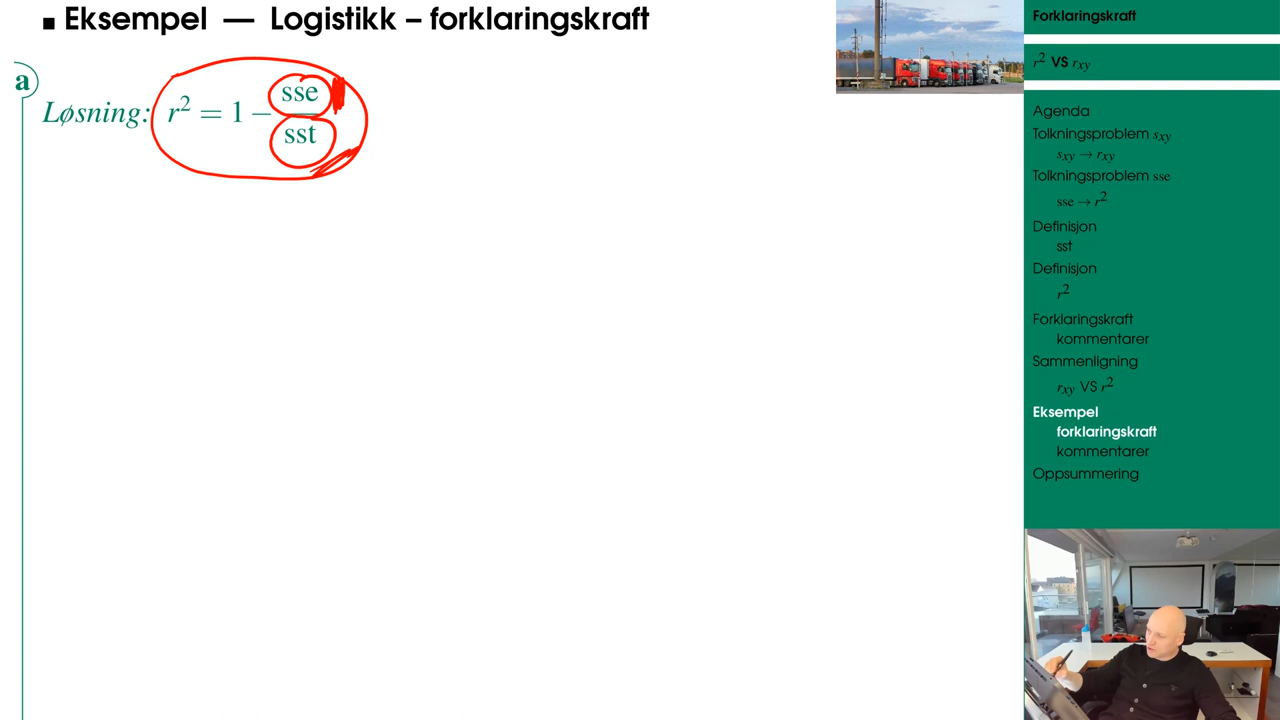 Eksempel — Logistikk – forklaringskraft
a
Løsning: r² = 1 − sse / sst
Forklaringskraft
r² VS rxy
Agenda
Tolkningsproblem sxy
sxy → rxy
Tolkningsproblem sse
sse → r²
Definisjon
sst
Definisjon
r²
Forklaringskraft
kommentarer
Sammenligning
rxy VS r²
Eksempel
forklaringskraft
kommentarer
Oppsummering